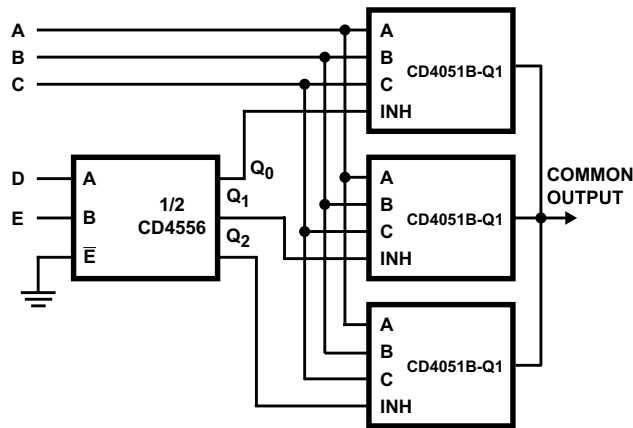 A
B
C
A
B
C
INH
CD4051B-Q1
D
E
A
B
E̅
1/2
CD4556
Q0
Q1
Q2
A
B
C
INH
CD4051B-Q1
COMMON
OUTPUT
A
B
C
INH
CD4051B-Q1